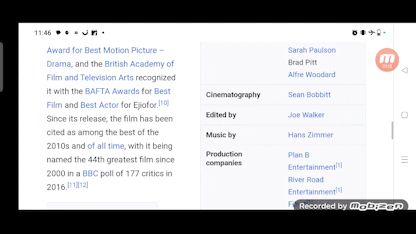 11:46
Award for Best Motion Picture –
Drama, and the British Academy of
Film and Television Arts recognized
it with the BAFTA Awards for Best
Film and Best Actor for Ejiofor.[10]
Since its release, the film has been
cited as among the best of the
2010s and of all time, with it being
named the 44th greatest film since
2000 in a BBC poll of 177 critics in
2016.[11][12]
Sarah Paulson
Brad Pitt
Alfre Woodard
Cinematography Sean Bobbitt
Edited by Joe Walker
Music by Hans Zimmer
Production companies Plan B
Entertainment[1]
River Road
Entertainment[1]
Recorded by Mobizen